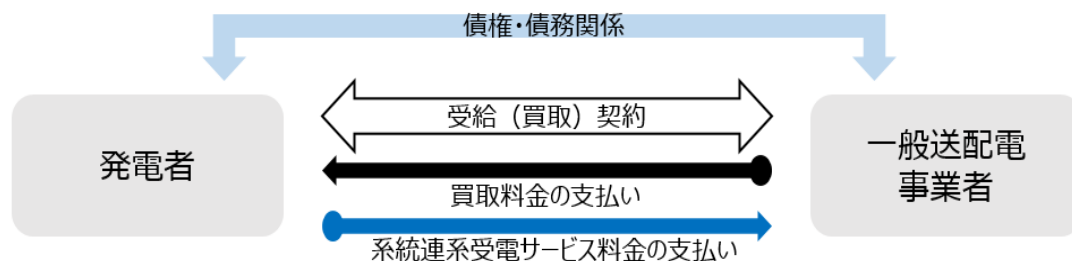 債権・債務関係
受給（買取）契約
発電者
一般送配電
事業者
買取料金の支払い
系統連系受電サービス料金の支払い